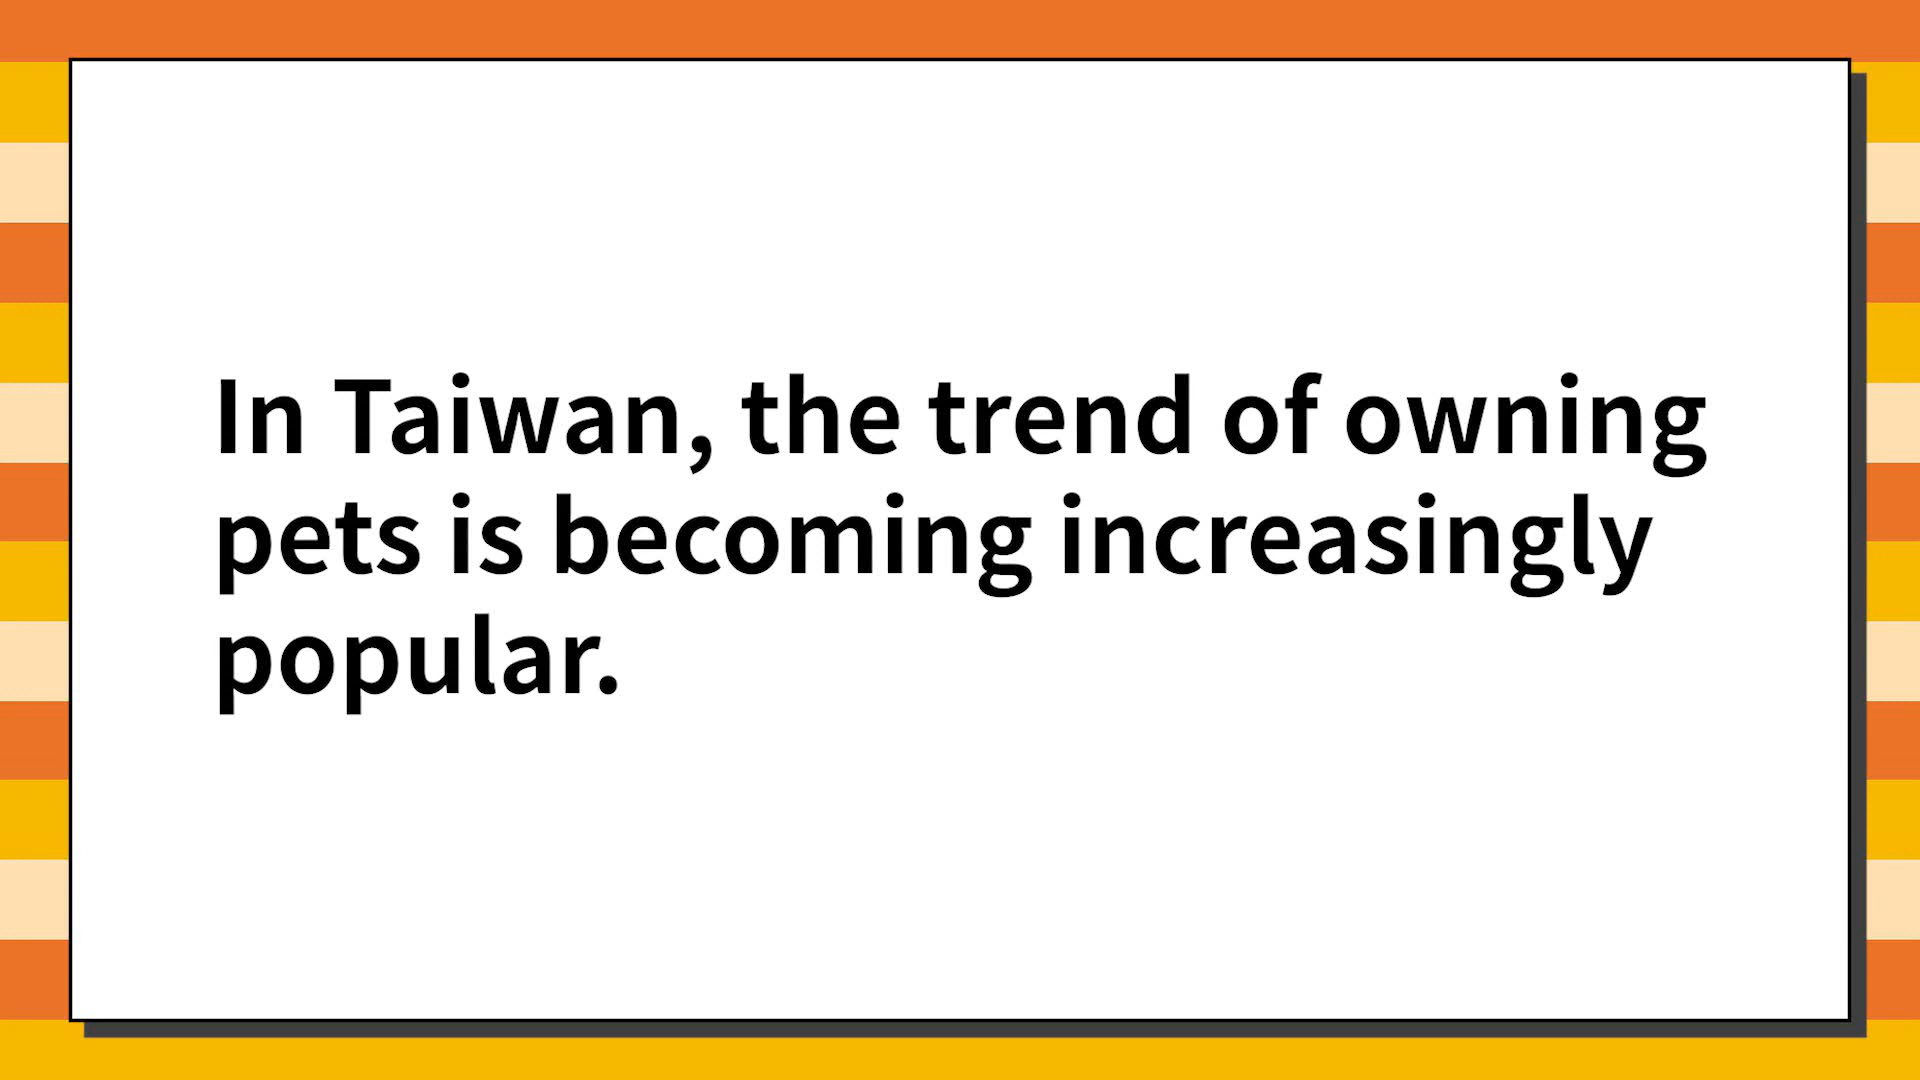 In Taiwan, the trend of owning
pets is becoming increasingly
popular.